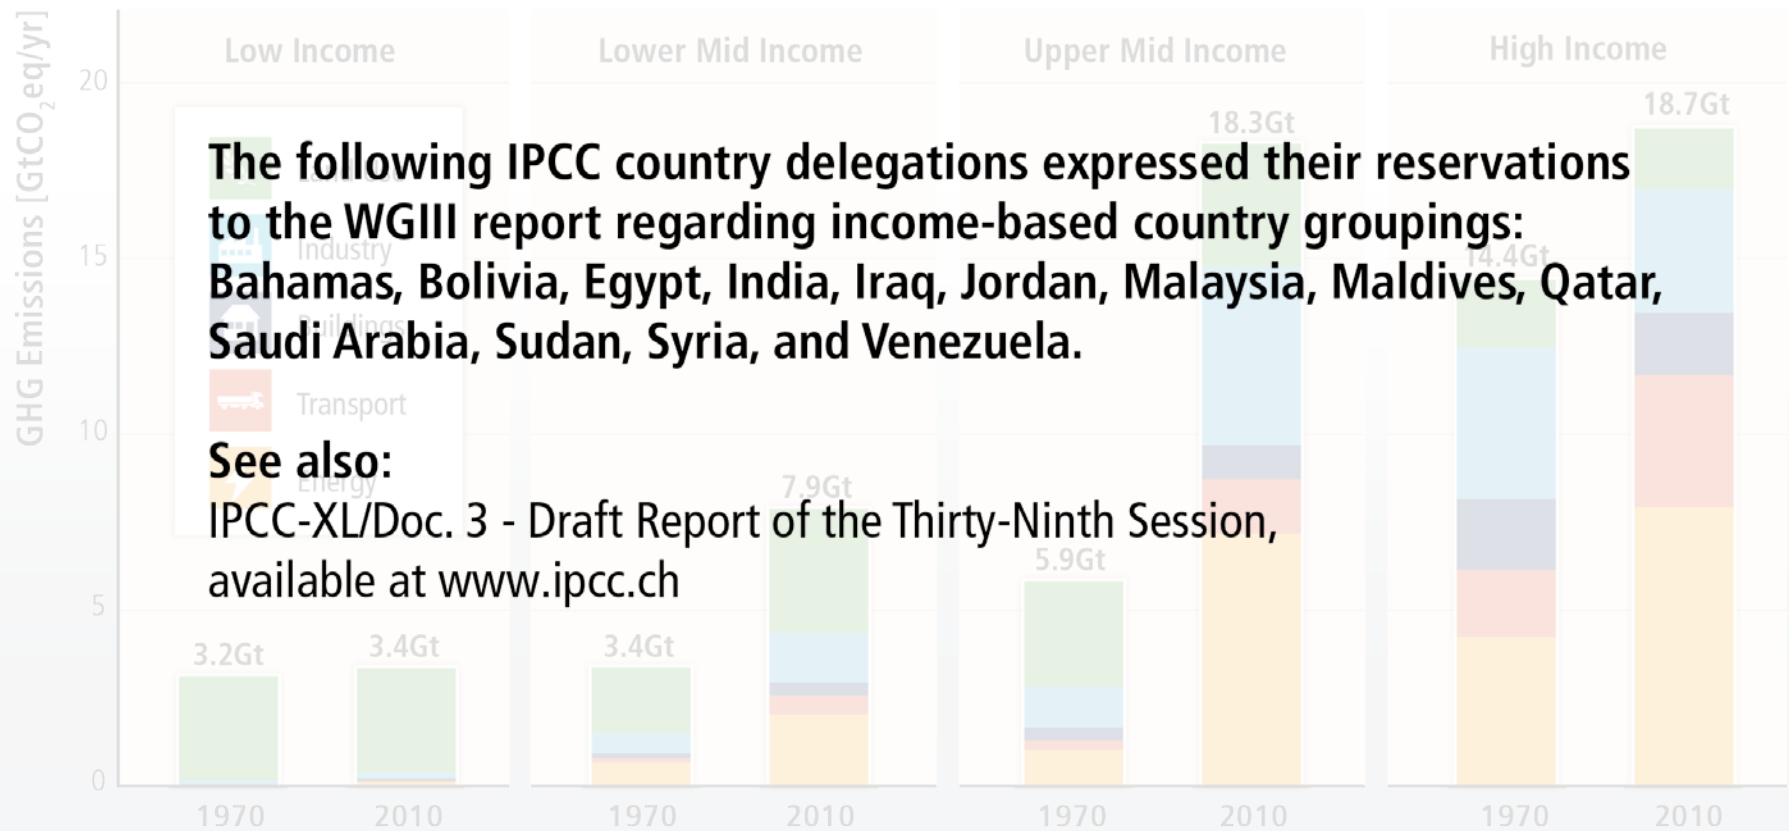 GHG Emissions [GtCO2eq/yr]
Low Income
Lower Mid Income
Upper Mid Income
High Income
20
15
10
5
0
18.3Gt
18.7Gt
14.4Gt
7.9Gt
5.9Gt
3.2Gt
3.4Gt
3.4Gt
Land Use
Industry
Buildings
Transport
Energy
The following IPCC country delegations expressed their reservations
to the WGIII report regarding income-based country groupings:
Bahamas, Bolivia, Egypt, India, Iraq, Jordan, Malaysia, Maldives, Qatar,
Saudi Arabia, Sudan, Syria, and Venezuela.
See also:
IPCC-XL/Doc. 3 - Draft Report of the Thirty-Ninth Session,
available at www.ipcc.ch
1970 2010 1970 2010 1970 2010 1970 2010